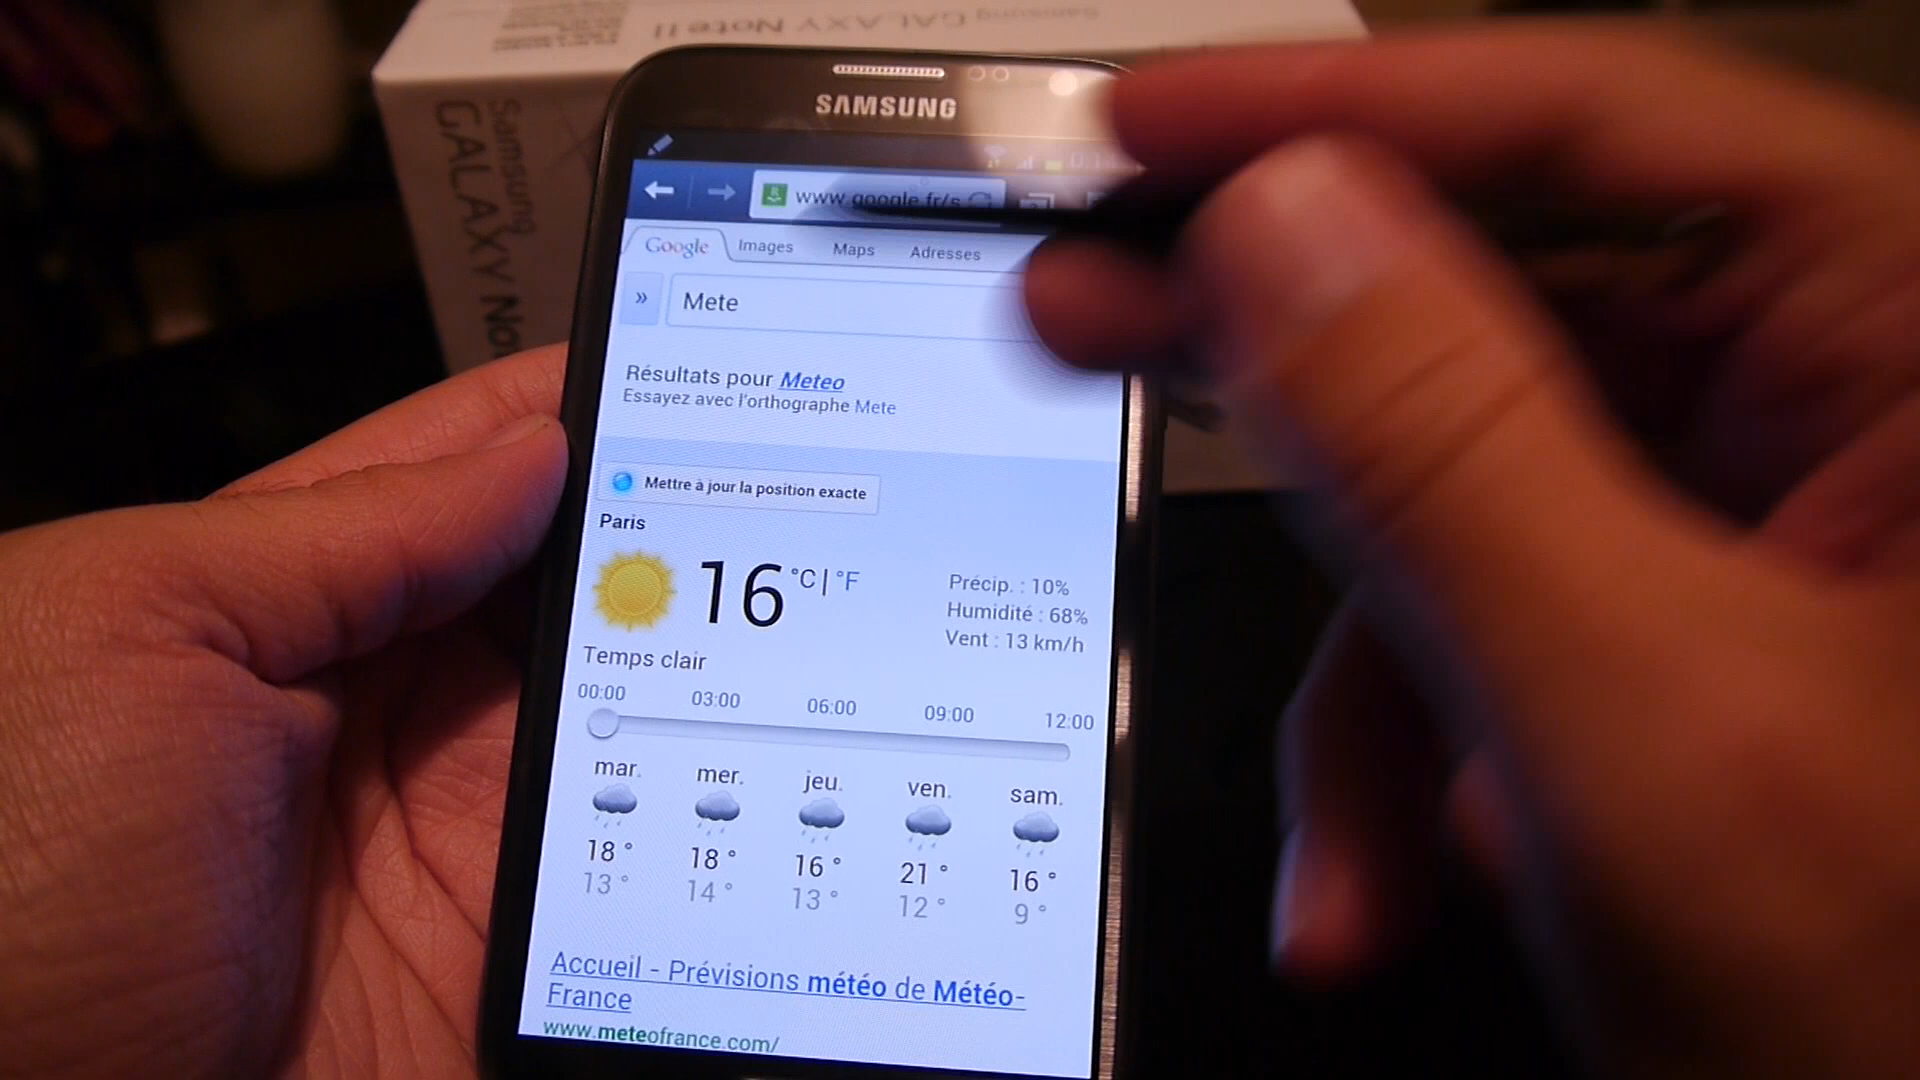 Samsung
GALAXY Note II
Samsung
GALAXY No
SAMSUNG
www.google.fr/s
Google
Images
Maps
Adresses
»
Mete
Résultats pour Meteo
Essayez avec l'orthographe Mete
Mettre à jour la position exacte
Paris
16 °C | °F
Précip. : 10%
Humidité : 68%
Vent : 13 km/h
Temps clair
00:00 03:00 06:00 09:00 12:00
mar. mer. jeu. ven. sam.
18 ° 18 ° 16 ° 21 ° 16 °
13 ° 14 ° 13 ° 12 ° 9 °
Accueil - Prévisions météo de Météo-
France
www.meteofrance.com/